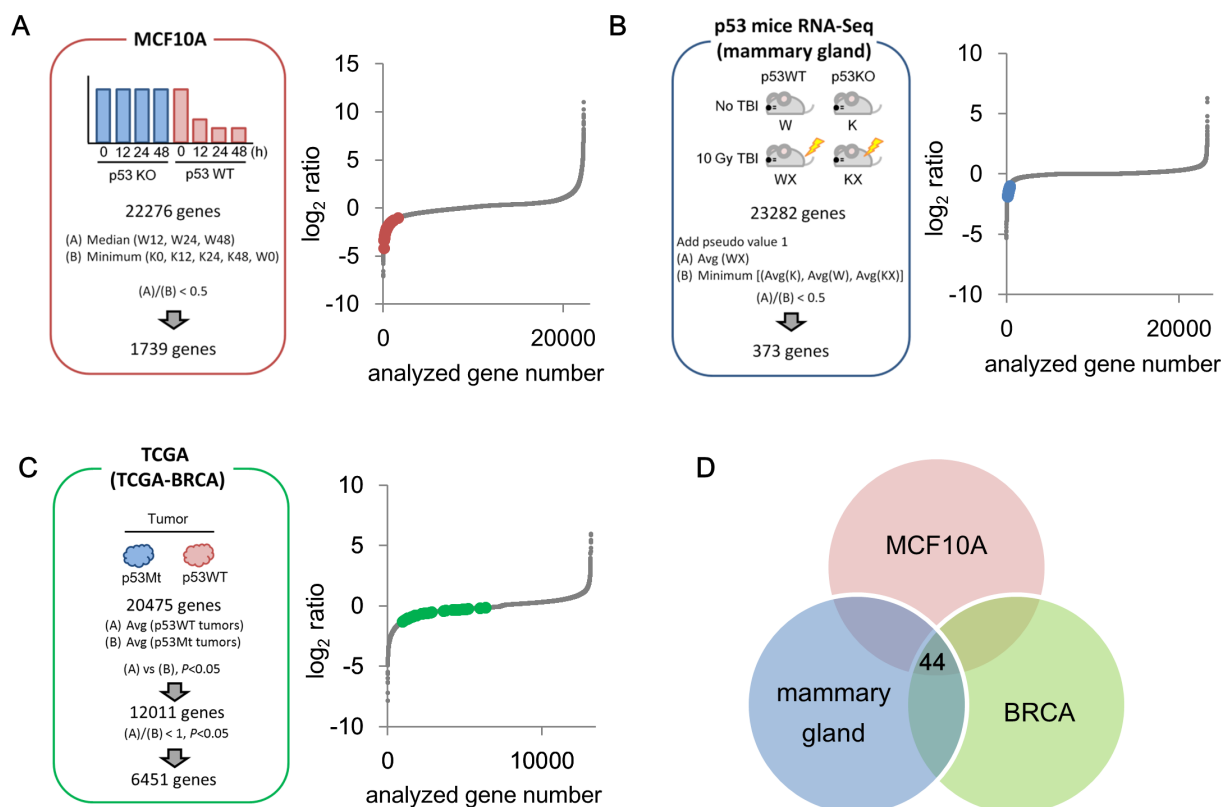 A
MCF10A
0 12 24 48 0 12 24 48 (h)
p53 KO p53 WT
22276 genes
(A) Median (W12, W24, W48)
(B) Minimum (K0, K12, K24, K48, W0)
(A)/(B) < 0.5
1739 genes
log2 ratio
15
10
5
0
-5
-10
0 20000
analyzed gene number
B
p53 mice RNA-Seq
(mammary gland)
p53WT p53KO
No TBI
W K
10 Gy TBI
WX KX
23282 genes
Add pseudo value 1
(A) Avg (WX)
(B) Minimum [(Avg(K), Avg(W), Avg(KX)]
(A)/(B) < 0.5
373 genes
log2 ratio
10
5
0
-5
-10
0 20000
analyzed gene number
C
TCGA
(TCGA-BRCA)
Tumor
p53Mt p53WT
20475 genes
(A) Avg (p53WT tumors)
(B) Avg (p53Mt tumors)
(A) vs (B), P<0.05
12011 genes
(A)/(B) < 1, P<0.05
6451 genes
log2 ratio
10
5
0
-5
-10
0 10000
analyzed gene number
D
MCF10A
44
mammary
gland
BRCA